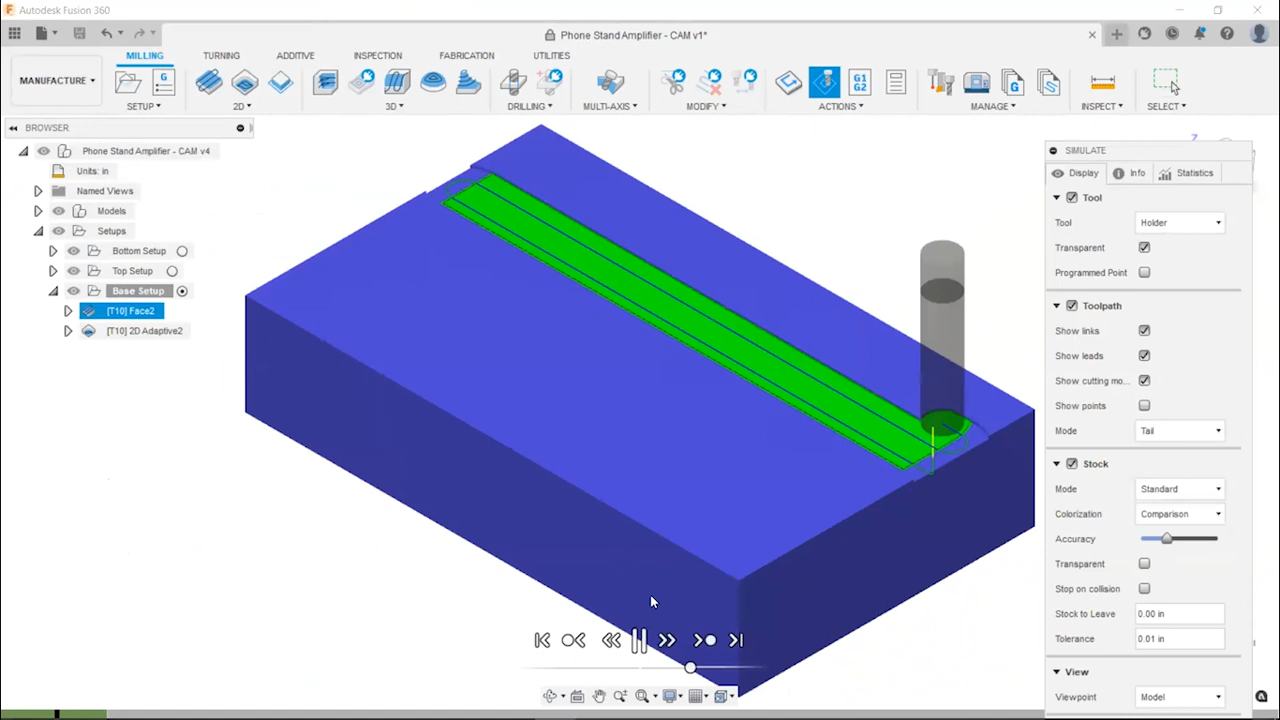 Autodesk Fusion 360
Phone Stand Amplifier - CAM v1*
MILLING TURNING ADDITIVE INSPECTION FABRICATION UTILITIES
MANUFACTURE
G
G1
G2
G
SETUP 2D 3D DRILLING MULTI-AXIS MODIFY ACTIONS MANAGE INSPECT SELECT
BROWSER
Phone Stand Amplifier - CAM v4
Units: in
Named Views
Models
Setups
Bottom Setup
Top Setup
Base Setup
[T10] Face2
[T10] 2D Adaptive2
Z
SIMULATE
Display Info Statistics
Tool
Tool Holder
Transparent
Programmed Point
Toolpath
Show links
Show leads
Show cutting mo...
Show points
Mode Tail
Stock
Mode Standard
Colorization Comparison
Accuracy
Transparent
Stop on collision
Stock to Leave 0.00 in
Tolerance 0.01 in
View
Viewpoint Model